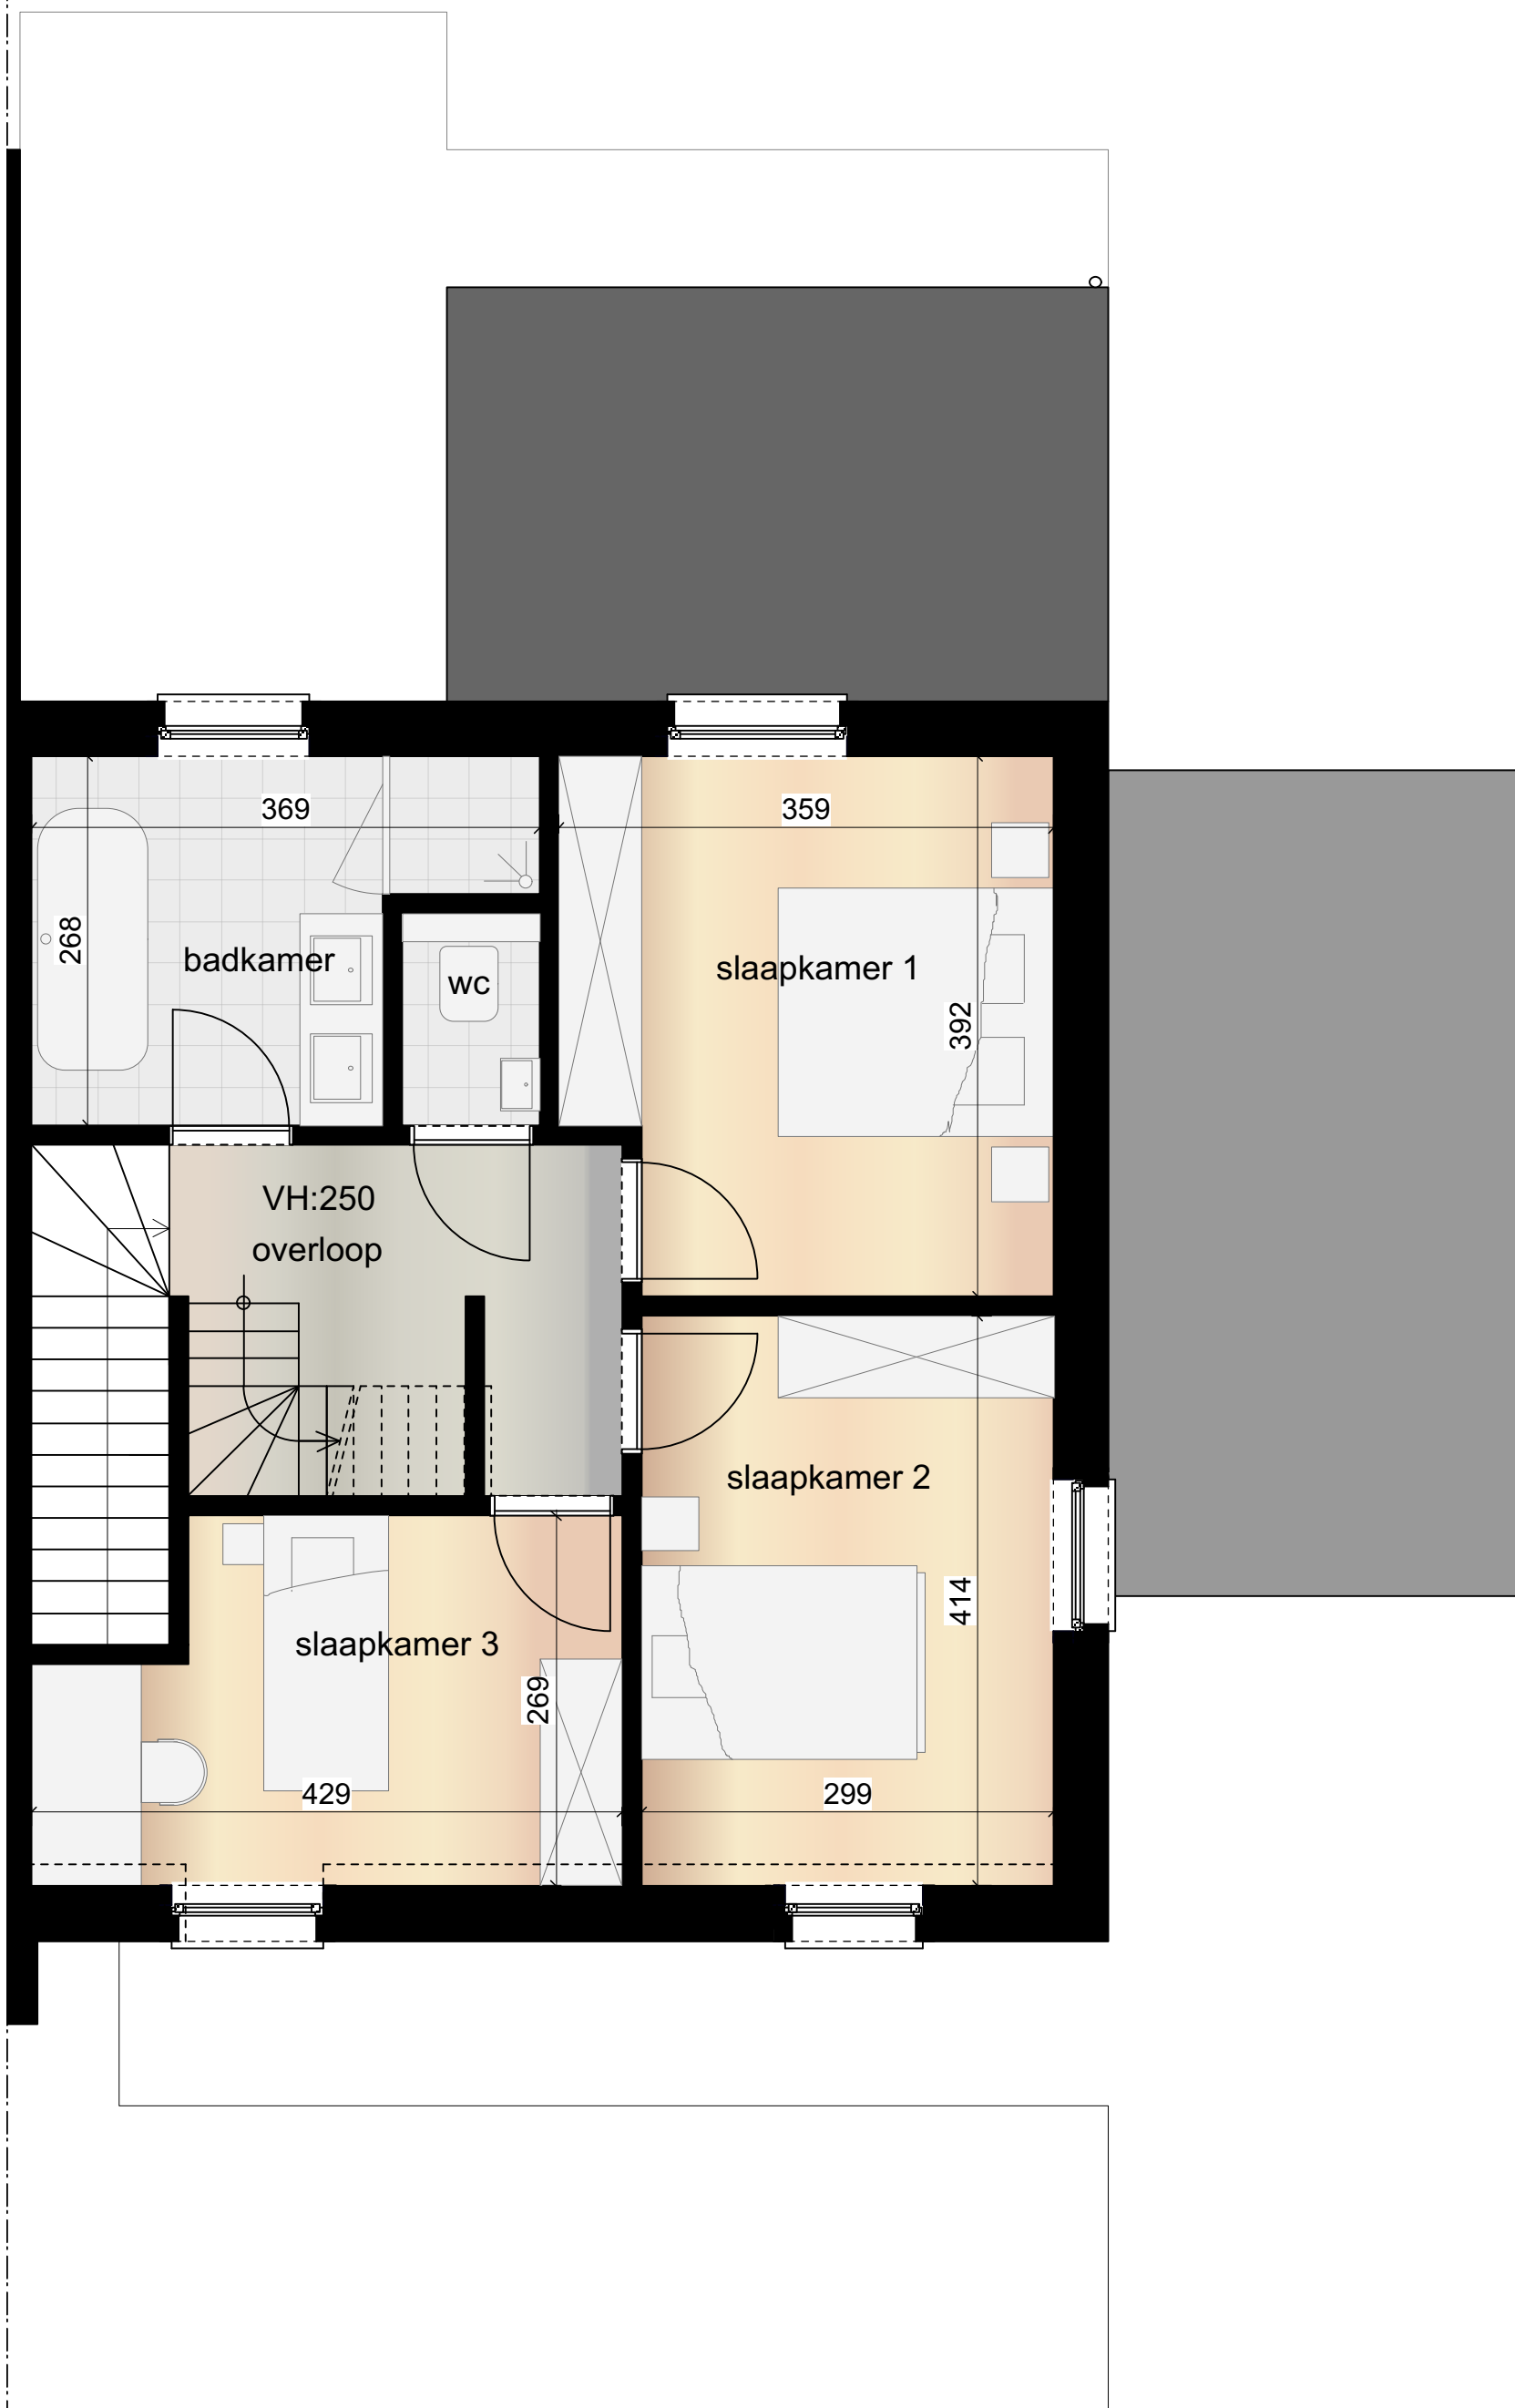 369
359
268
badkamer
wc
slaapkamer 1
392
VH:250
overloop
slaapkamer 2
414
slaapkamer 3
269
429
299